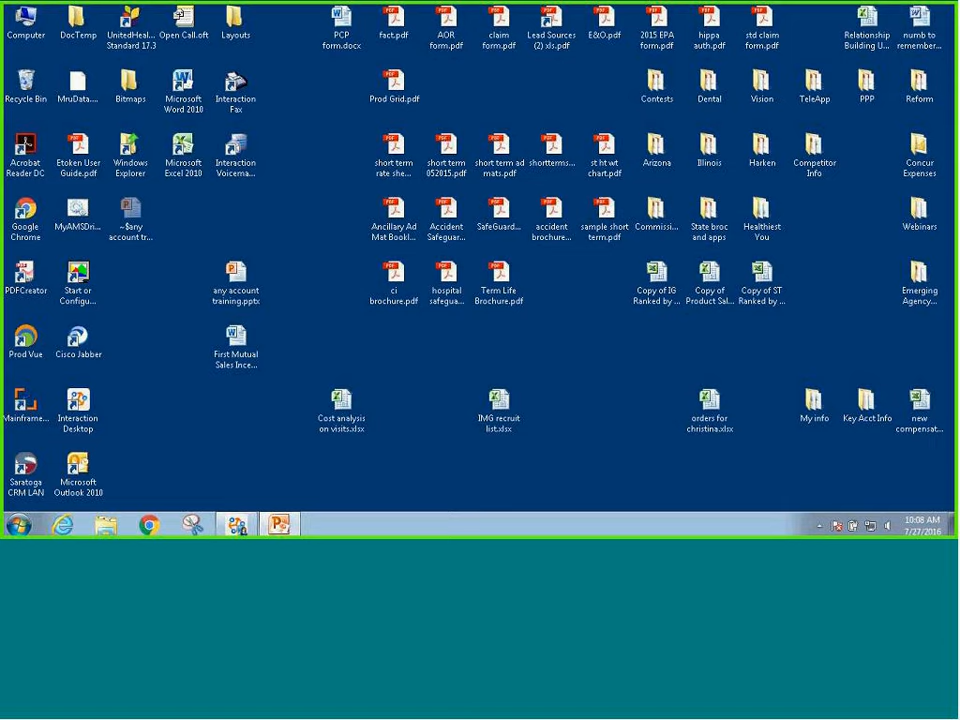 Computer
DocTemp
UnitedHeal...
Standard 17.3
Open Call.oft
Layouts
PCP
form.docx
fact.pdf
AOR
form.pdf
claim
form.pdf
Lead Sources
(2) xls.pdf
E&O.pdf
2015 EPA
form.pdf
hippa
auth.pdf
std claim
form.pdf
Relationship
Building U...
numb to
remember...
Recycle Bin
MruData....
Bitmaps
Microsoft
Word 2010
Interaction
Fax
Prod Grid.pdf
Contests
Dental
Vision
TeleApp
PPP
Reform
Acrobat
Reader DC
Etoken User
Guide.pdf
Windows
Explorer
Microsoft
Excel 2010
Interaction
Voicema...
short term
rate she...
short term
052015.pdf
short term ad
mats.pdf
shortterms...
st ht wt
chart.pdf
Arizona
Illinois
Harken
Competitor
Info
Concur
Expenses
Google
Chrome
MyAMSDri...
~$any
account tr...
Ancillary Ad
Mat Bookl...
Accident
Safeguar...
SafeGuard...
accident
brochure...
sample short
term.pdf
Commissi...
State broc
and apps
Healthiest
You
Webinars
PDFCreator
Start or
Configu...
any account
training.pptx
ci
brochure.pdf
hospital
safegua...
Term Life
Brochure.pdf
Copy of IG
Ranked by ...
Copy of
Product Sal...
Copy of ST
Ranked by ...
Emerging
Agency...
Prod Vue
Cisco Jabber
First Mutual
Sales Ince...
Mainframe...
Interaction
Desktop
Cost analysis
on visits.xlsx
IMG recruit
list.xlsx
orders for
christina.xlsx
My info
Key Acct Info
new
compensat...
Saratoga
CRM LAN
Microsoft
Outlook 2010
10:08 AM
7/27/2016